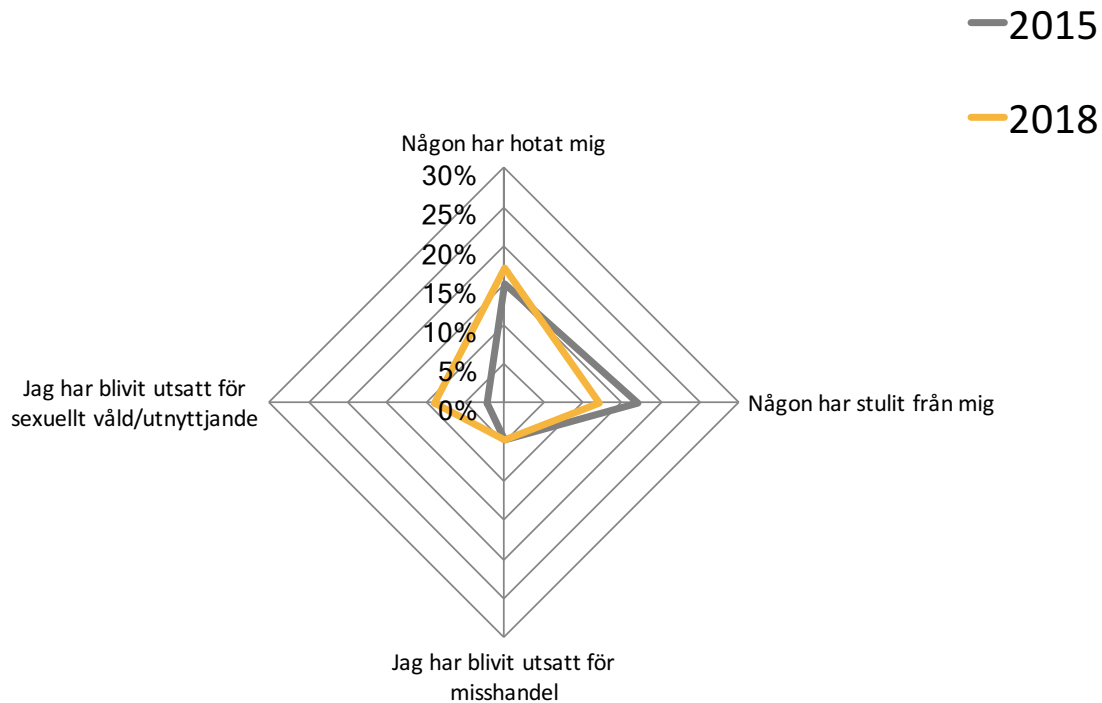 2015
2018
Någon har hotat mig
30%
25%
20%
15%
10%
5%
0%
Jag har blivit utsatt för
sexuellt våld/utnyttjande
Någon har stulit från mig
Jag har blivit utsatt för
misshandel